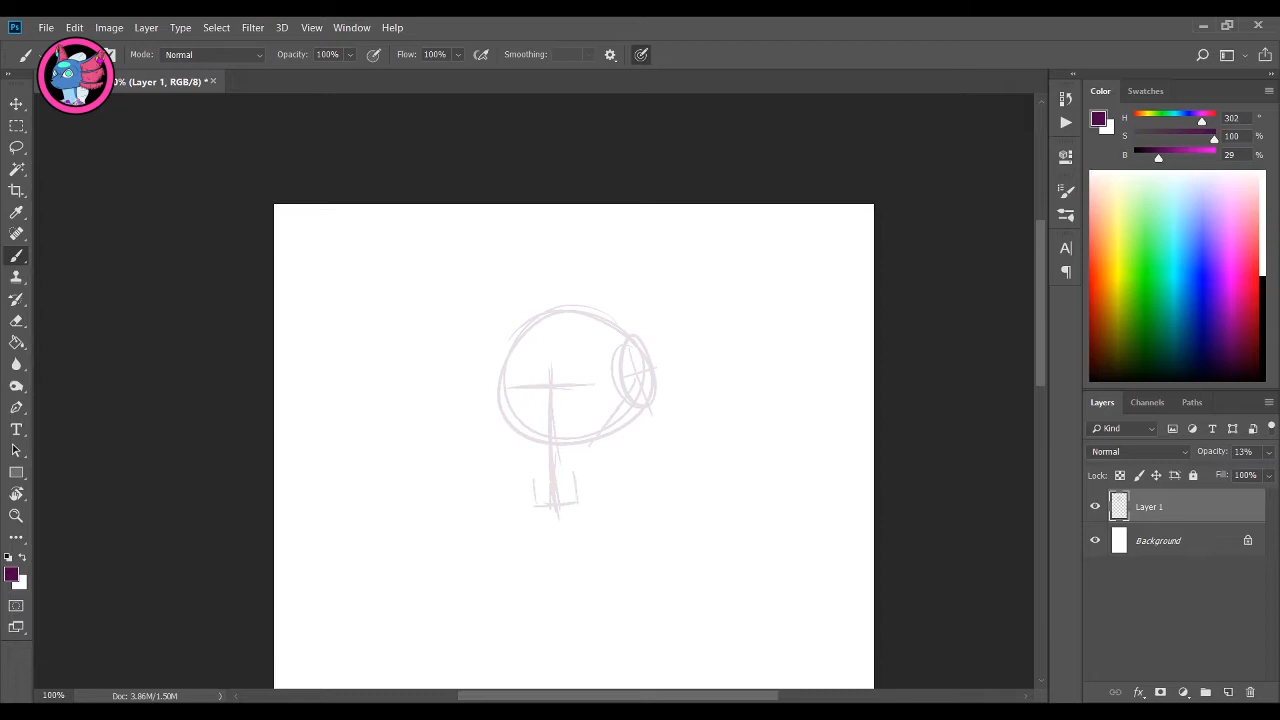 Ps File Edit Image Layer Type Select Filter 3D View Window Help
Mode: Normal Opacity: 100% Flow: 100% Smoothing:
0% (Layer 1, RGB/8) *
Color Swatches
H 302 °
S 100 %
B 29 %
Layers Channels Paths
Kind
Normal Opacity: 13%
Lock: Fill: 100%
Layer 1
Background
100% Doc: 3.86M/1.50M